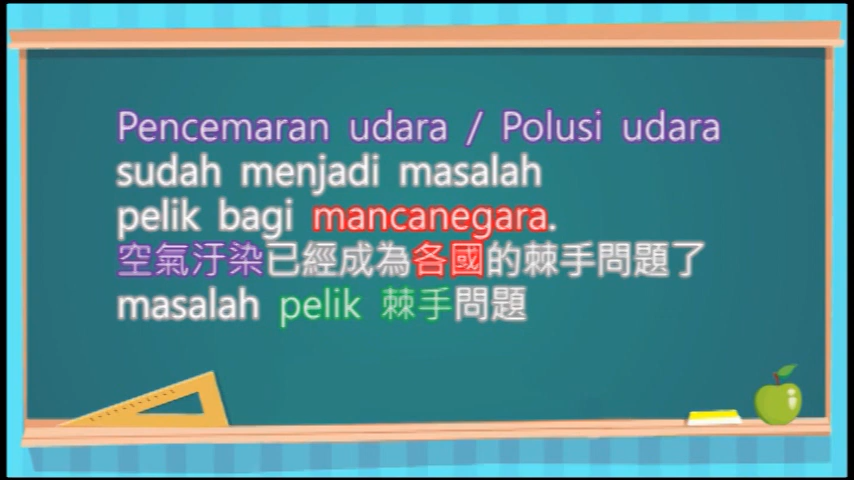 Pencemaran udara / Polusi udara
sudah menjadi masalah
pelik bagi mancanegara.
空氣汙染已經成為各國的棘手問題了
masalah pelik 棘手問題